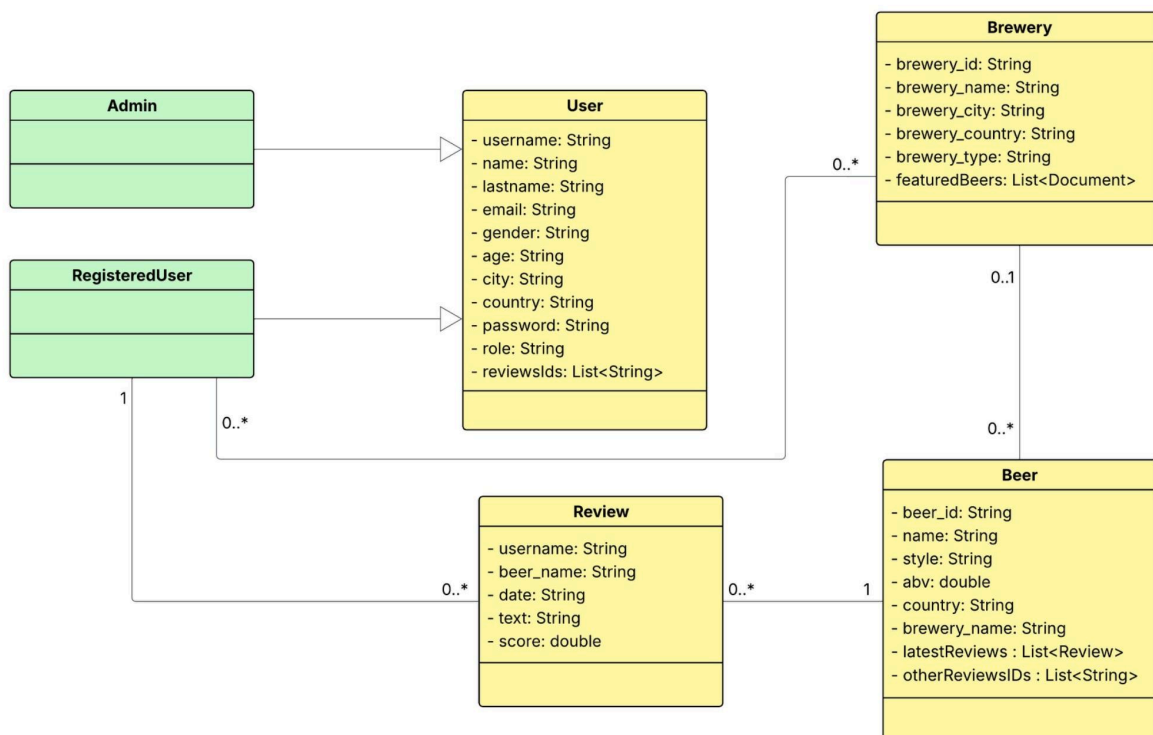 Admin
RegisteredUser
1
0..*
User
- username: String
- name: String
- lastname: String
- email: String
- gender: String
- age: String
- city: String
- country: String
- password: String
- role: String
- reviewsIds: List<String>
Brewery
- brewery_id: String
- brewery_name: String
- brewery_city: String
- brewery_country: String
- brewery_type: String
- featuredBeers: List<Document>
0..*
0..1
0..*
Review
- username: String
- beer_name: String
- date: String
- text: String
- score: double
0..*
0..*
1
Beer
- beer_id: String
- name: String
- style: String
- abv: double
- country: String
- brewery_name: String
- latestReviews : List<Review>
- otherReviewsIDs : List<String>